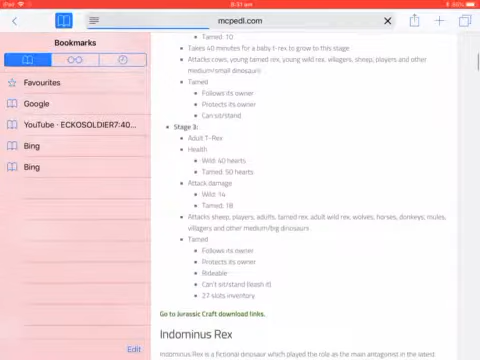 iPad
8:31 am
86%
mcpedl.com
Bookmarks
Favourites
Google
YouTube - ECKOSOLDIER7:40...
Bing
Bing
Edit
Tamed: 10
Takes 40 minutes for a baby t-rex to grow to this stage
Attacks cows, young tamed rex, young wild rex, villagers, sheep, players and other
medium/small dinosaurs
Tamed
Follows its owner
Protects its owner
Can sit/stand
Stage 3:
Adult T-Rex
Health
Wild: 40 hearts
Tamed: 50 hearts
Attack damage
Wild: 14
Tamed: 18
Attacks sheep, players, adults, tamed rex, adult wild rex, wolves, horses, donkeys, mules,
villagers and other medium/big dinosaurs
Tamed
Follows its owner
Protects its owner
Rideable
Can't sit/stand (leash it)
27 slots inventory
Go to Jurassic Craft download links.
Indominus Rex
Indominus Rex is a fictional dinosaur which played the role as the main antagonist in the latest